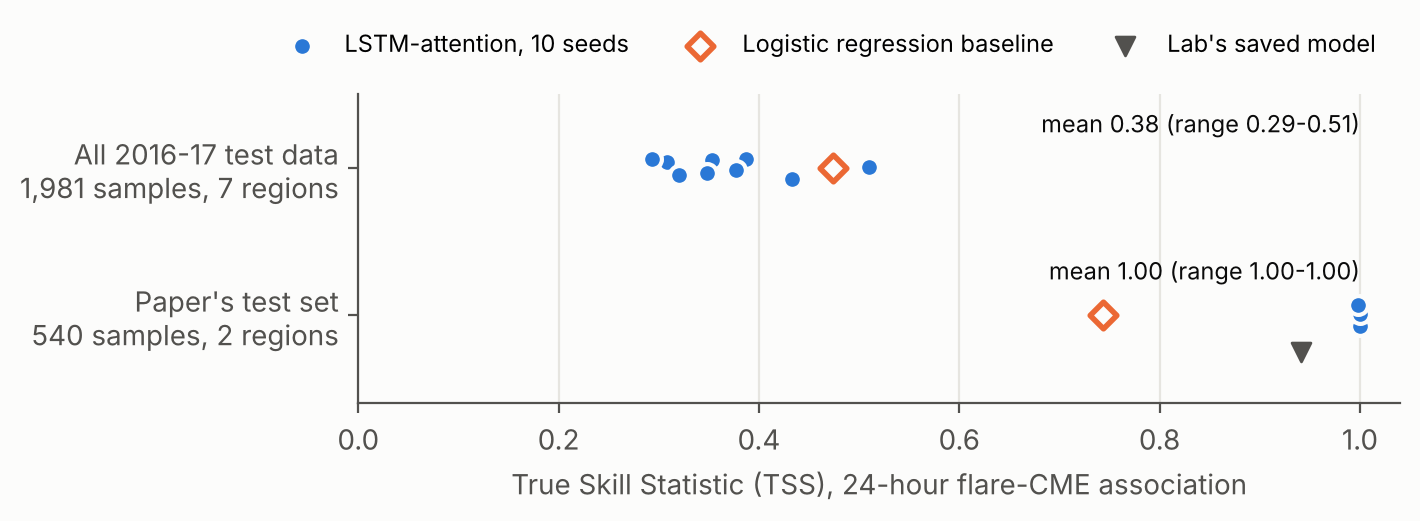 LSTM-attention, 10 seeds
Logistic regression baseline
Lab's saved model
mean 0.38 (range 0.29-0.51)
All 2016-17 test data
1,981 samples, 7 regions
mean 1.00 (range 1.00-1.00)
Paper's test set
540 samples, 2 regions
0.0 0.2 0.4 0.6 0.8 1.0
True Skill Statistic (TSS), 24-hour flare-CME association